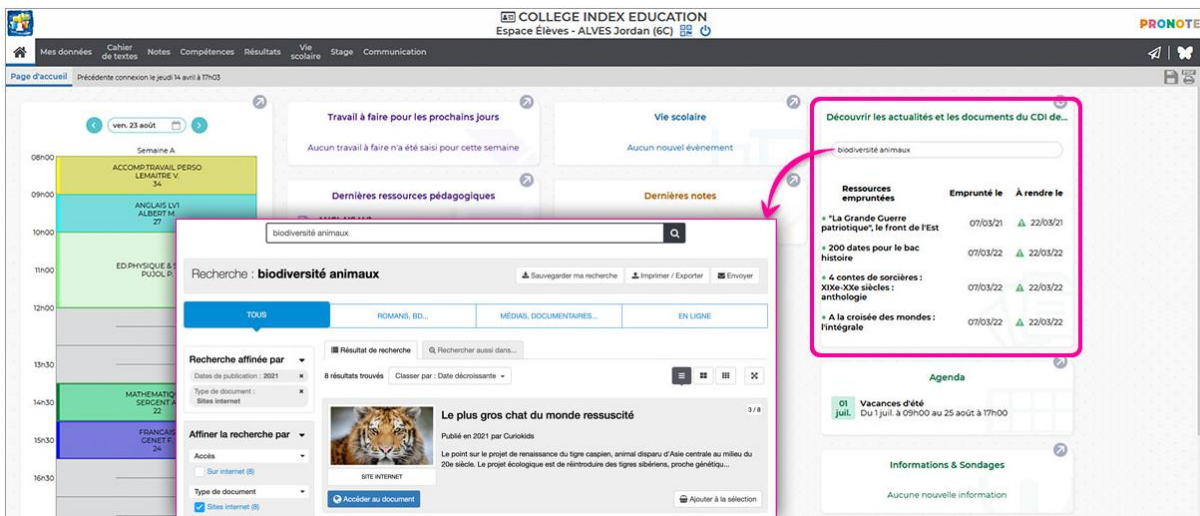 COLLEGE INDEX EDUCATION
Espace Élèves - ALVES Jordan (6C)
PRONOTE
Mes données
Cahier
de textes
Notes
Compétences
Résultats
Vie
scolaire
Stage
Communication
Page d'accueil
Précédente connexion le jeudi 14 avril à 17h03
ven. 23 août
Semaine A
08h00
ACCOMP.TRAVAIL PERSO
LEMAITRE V.
34
09h00
ANGLAIS LV1
ALBERT M.
27
10h00
ED.PHYSIQUE & S
PUJOL P.
11h00
12h00
13h30
14h30
MATHEMATIQ
SERGENT A
22
15h30
FRANCAIS
GENET F.
24
16h30
Travail à faire pour les prochains jours
Aucun travail à faire n'a été saisi pour cette semaine
Dernières ressources pédagogiques
Vie scolaire
Aucun nouvel évènement
Dernières notes
Découvrir les actualités et les documents du CDI de...
biodiversité animaux
Ressources
empruntées
Emprunté le
À rendre le
"La Grande Guerre
patriotique", le front de l'Est
07/03/21
22/03/21
200 dates pour le bac
histoire
07/03/22
22/03/22
4 contes de sorcières :
XIXe-XXe siècles :
anthologie
07/03/22
22/03/22
A la croisée des mondes :
l'intégrale
07/03/22
22/03/22
Agenda
01
juil.
Vacances d'été
Du 1 juil. à 09h00 au 25 août à 17h00
Informations & Sondages
Aucune nouvelle information
biodiversité animaux
Recherche : biodiversité animaux
Sauvegarder ma recherche
Imprimer / Exporter
Envoyer
TOUS
ROMANS, BD...
MÉDIAS, DOCUMENTAIRES...
EN LIGNE
Recherche affinée par
Dates de publication : 2021
Type de document :
Sites internet
Affiner la recherche par
Accès
Sur internet (8)
Type de document
Sites internet (8)
Résultat de recherche
Rechercher aussi dans...
8 résultats trouvés
Classer par : Date décroissante
Le plus gros chat du monde ressuscité
3/8
Publié en 2021 par Curiokids
Le point sur le projet de renaissance du tigre caspien, animal disparu d'Asie centrale au milieu du
20e siècle. Le projet écologique est de réintroduire des tigres sibériens, proche génétiqu...
SITE INTERNET
Accéder au document
Ajouter à la sélection